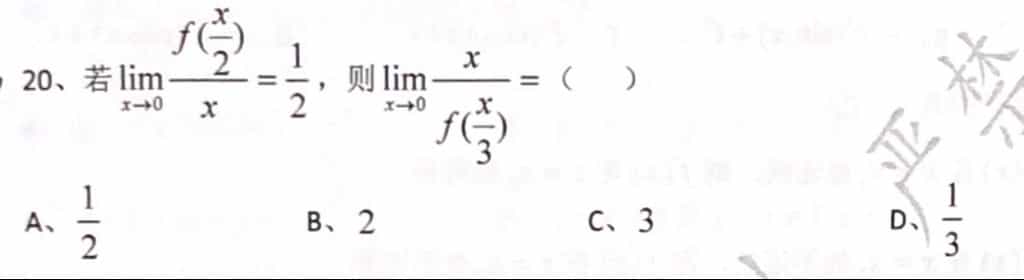 20、若 lim_{x→0} f(x/2)/x = 1/2，则 lim_{x→0} x/f(x/3) =（ ）
A、1/2 B、2 C、3 D、1/3